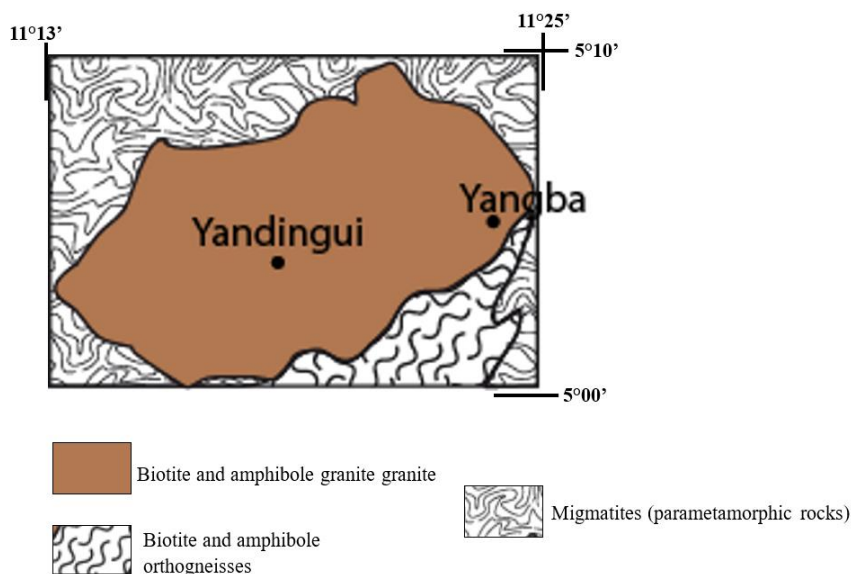 11°25’
11°13’
5°10’
Yangba
Yandingui
5°00’
Biotite and amphibole granite granite
Migmatites (parametamorphic rocks)
Biotite and amphibole
orthogneisses